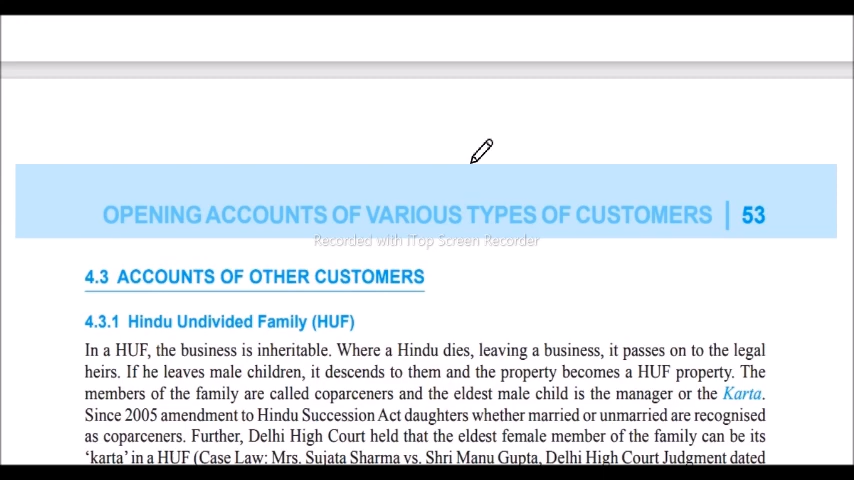 OPENING ACCOUNTS OF VARIOUS TYPES OF CUSTOMERS | 53
Recorded with iTop Screen Recorder
4.3 ACCOUNTS OF OTHER CUSTOMERS
4.3.1 Hindu Undivided Family (HUF)
In a HUF, the business is inheritable. Where a Hindu dies, leaving a business, it passes on to the legal
heirs. If he leaves male children, it descends to them and the property becomes a HUF property. The
members of the family are called coparceners and the eldest male child is the manager or the Karta.
Since 2005 amendment to Hindu Succession Act daughters whether married or unmarried are recognised
as coparceners. Further, Delhi High Court held that the eldest female member of the family can be its
‘karta’ in a HUF (Case Law: Mrs. Sujata Sharma vs. Shri Manu Gupta, Delhi High Court Judgment dated